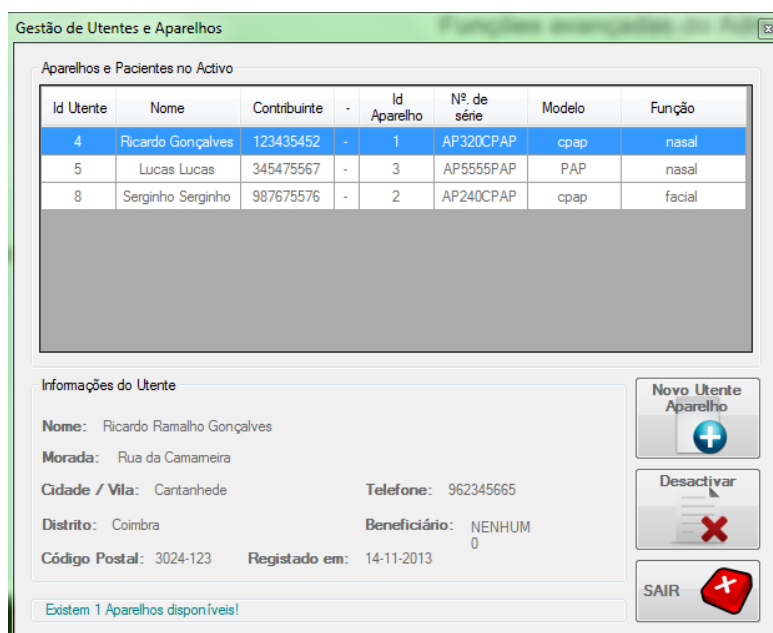 Gestão de Utentes e Aparelhos
Aparelhos e Pacientes no Activo
Id Utente Nome Contribuinte - Id Aparelho Nº. de série Modelo Função
4 Ricardo Gonçalves 123435452 - 1 AP320CPAP cpap nasal
5 Lucas Lucas 345475567 - 3 AP5555PAP PAP nasal
8 Serginho Serginho 987675576 - 2 AP240CPAP cpap facial
Informações do Utente
Nome: Ricardo Ramalho Gonçalves
Morada: Rua da Camarneira
Cidade / Vila: Cantanhede Telefone: 962345665
Distrito: Coimbra Beneficiário: NENHUM
0
Código Postal: 3024-123 Registado em: 14-11-2013
Existem 1 Aparelhos disponíveis!
Novo Utente
Aparelho
Desactivar
SAIR